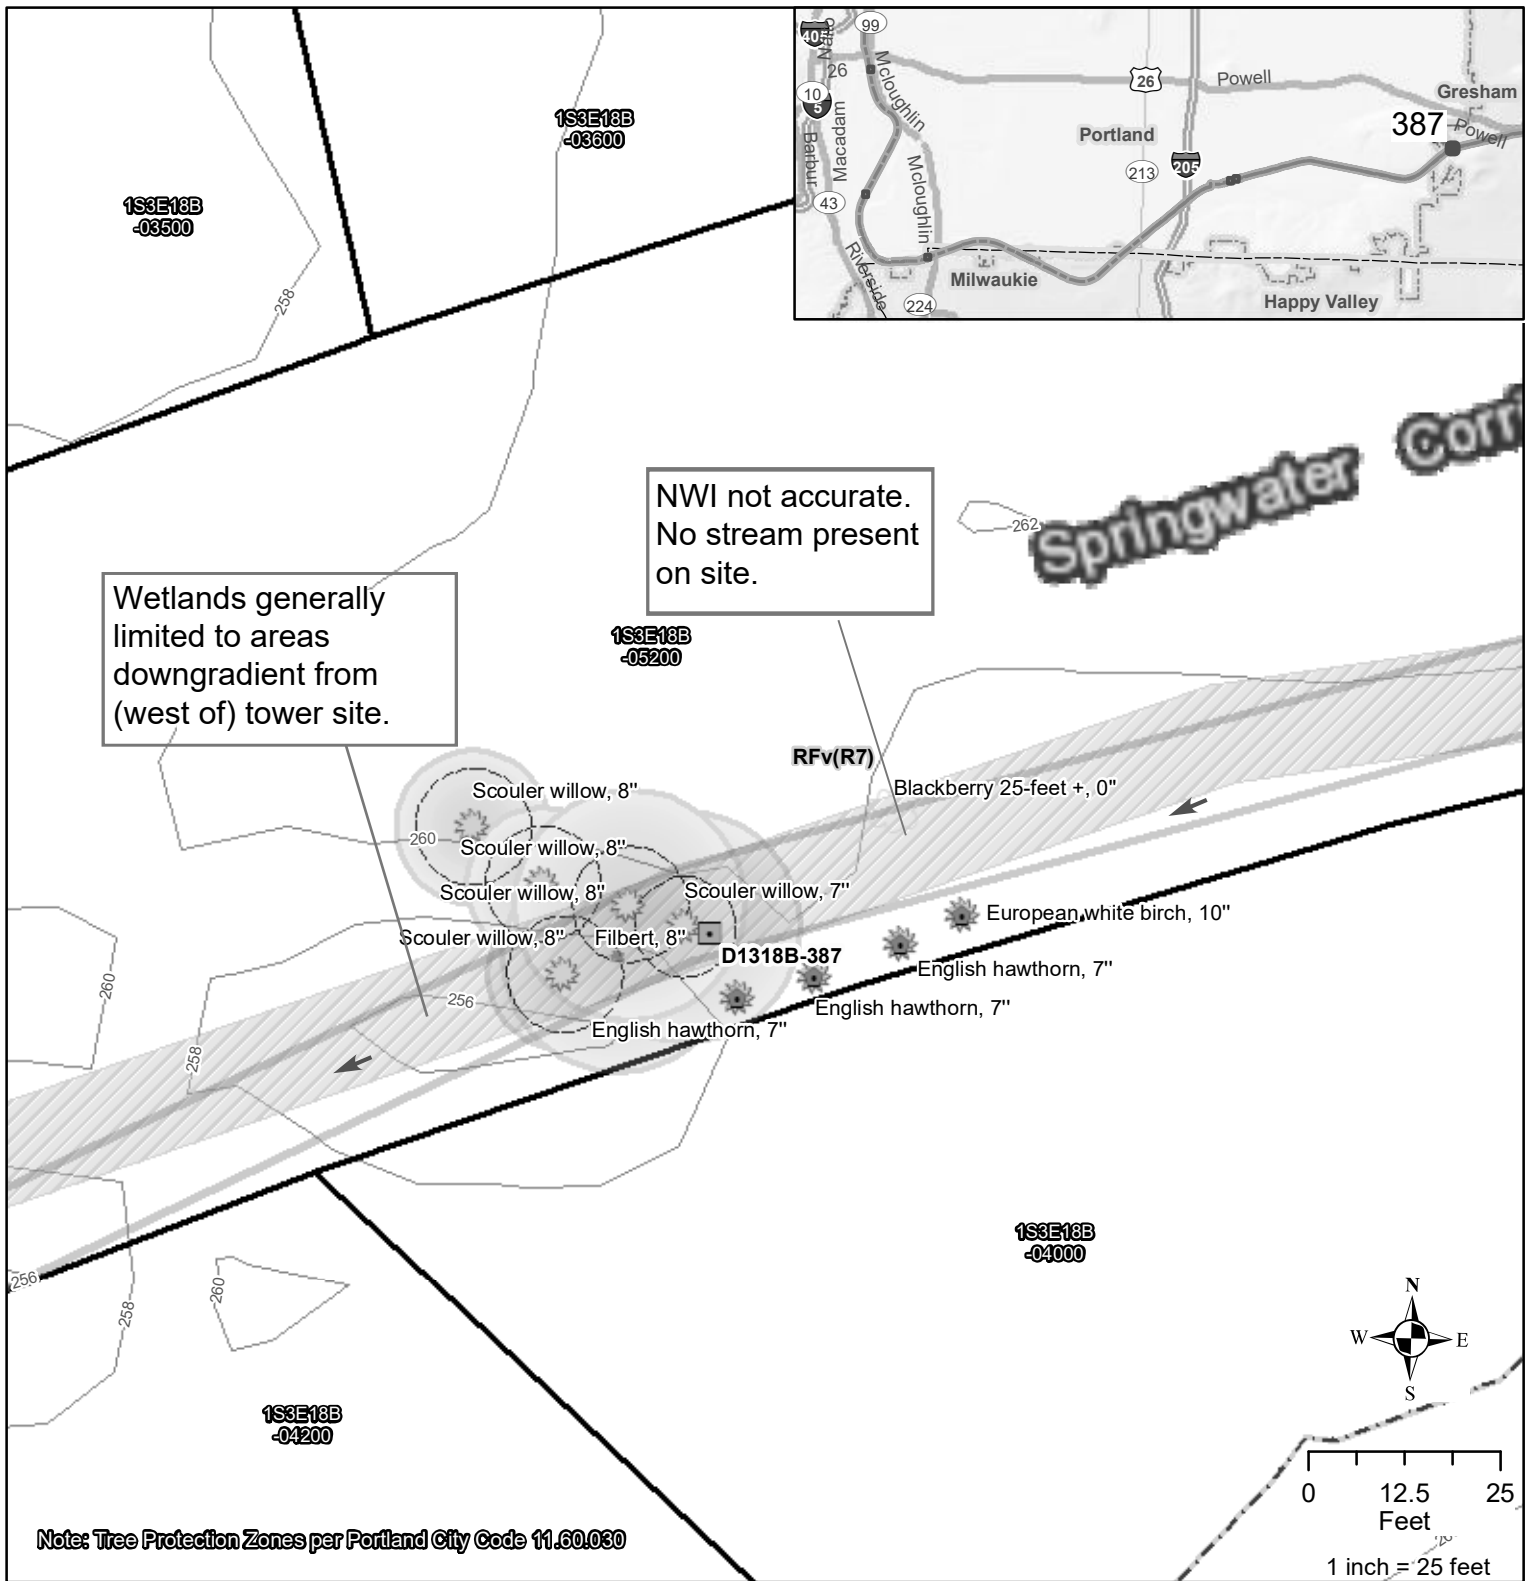 1S3E18B
-03600
1S3E18B
-03500
258
405
Naito
99
26
10
5
Mcloughlin
Macadam
Barbur
43
Mcloughlin
Riverside
224
Milwaukie
26
Powell
Portland
213
205
Gresham
387
Powell
Happy Valley
Springwater Corri
262
NWI not accurate.
No stream present
on site.
Wetlands generally
limited to areas
downgradient from
(west of) tower site.
1S3E18B
-05200
RFv(R7)
Blackberry 25-feet +, 0"
Scouler willow, 8"
260
Scouler willow, 8"
Scouler willow, 8"
Scouler willow, 7"
Scouler willow, 8"
Filbert, 8"
D1318B-387
European white birch, 10"
English hawthorn, 7"
English hawthorn, 7"
English hawthorn, 7"
260
256
258
256
258
260
1S3E18B
-04000
1S3E18B
-04200
N
W E
S
0 12.5 25
Feet
1 inch = 25 feet
Note: Tree Protection Zones per Portland City Code 11.60.030